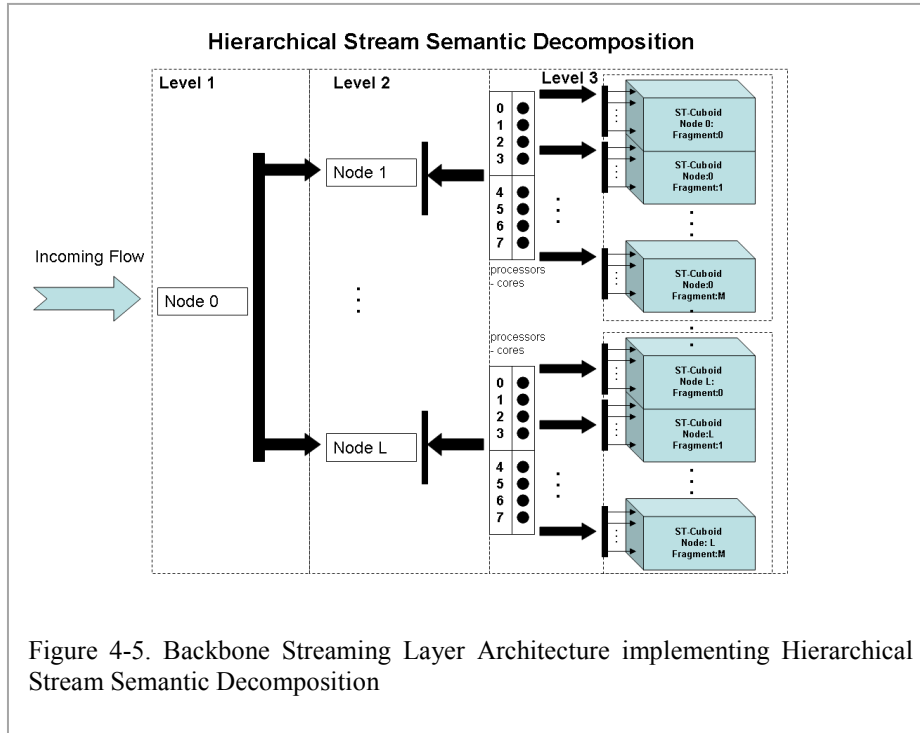 Hierarchical Stream Semantic Decomposition
Level 1
Level 2
Level 3
Incoming Flow
Node 0
Node 1
Node L
0
1
2
3
4
5
6
7
processors
- cores
processors
- cores
0
1
2
3
4
5
6
7
ST-Cuboid
Node 0:
Fragment:0
ST-Cuboid
Node:0
Fragment:1
ST-Cuboid
Node:0
Fragment:M
ST-Cuboid
Node L:
Fragment:0
ST-Cuboid
Node:L
Fragment:1
ST-Cuboid
Node: L
Fragment:M
Figure 4-5. Backbone Streaming Layer Architecture implementing Hierarchical
Stream Semantic Decomposition